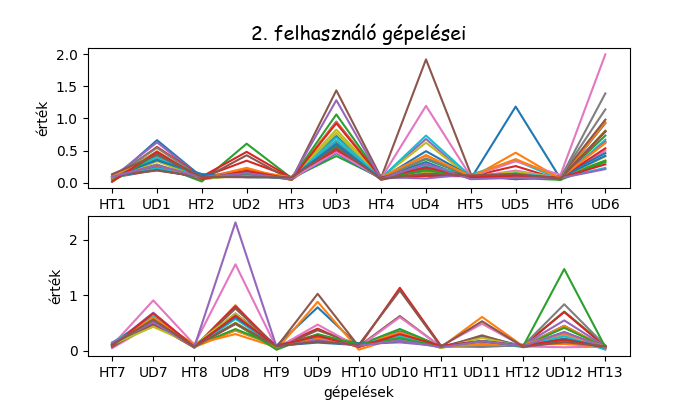 2. felhasználó gépelései
érték
2.0
1.5
1.0
0.5
0.0
HT1 UD1 HT2 UD2 HT3 UD3 HT4 UD4 HT5 UD5 HT6 UD6
érték
2
1
0
HT7 UD7 HT8 UD8 HT9 UD9 HT10 UD10 HT11 UD11 HT12 UD12 HT13
gépelések